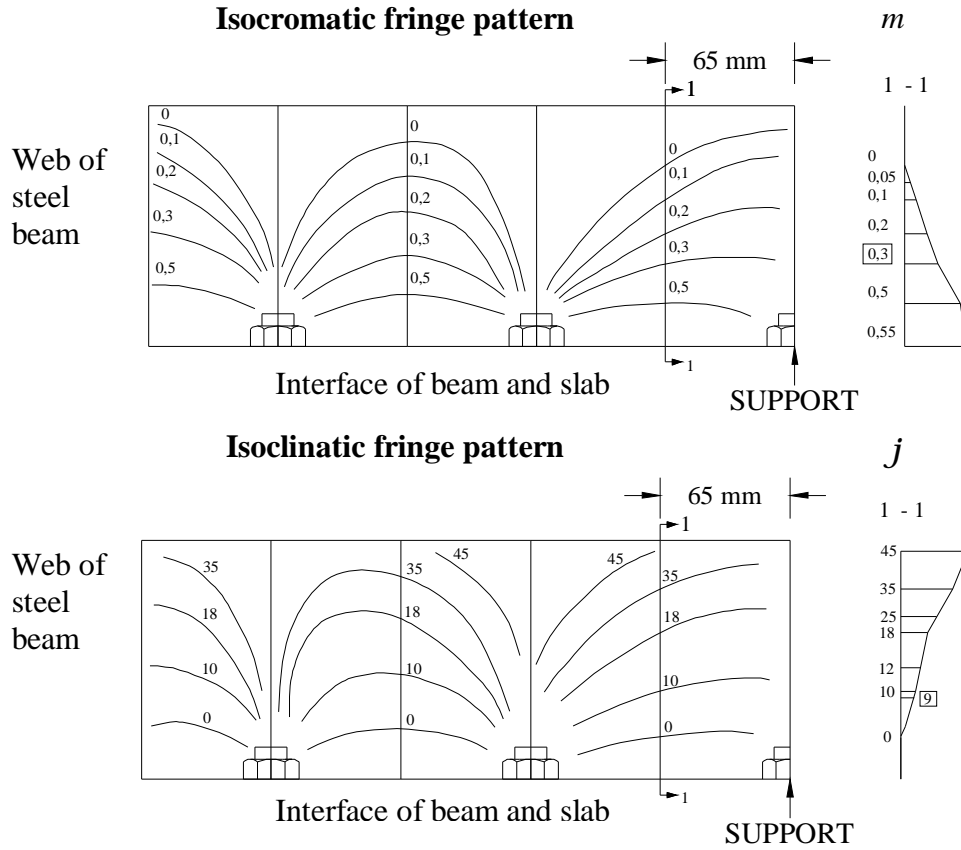 Isocromatic fringe pattern
m
65 mm
1 - 1
1
Web of
steel
beam
0
0,1
0,2
0,3
0,5
0
0,1
0,2
0,3
0,5
0
0,1
0,2
0,3
0,5
0
0,05
0,1
0,2
0,3
0,5
0,55
1
Interface of beam and slab
SUPPORT
Isoclinatic fringe pattern
j
65 mm
1 - 1
1
Web of
steel
beam
35
18
10
0
35
18
10
0
45
45
35
18
10
0
45
35
25
18
12
10
9
0
1
Interface of beam and slab
SUPPORT